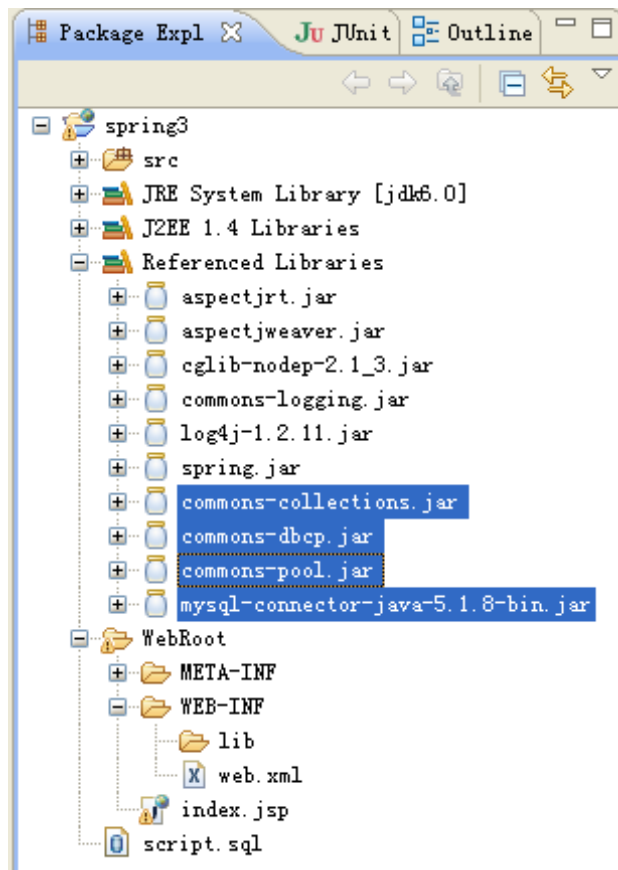 Package Expl JUnit Outline
spring3
src
JRE System Library [jdk6.0]
J2EE 1.4 Libraries
Referenced Libraries
aspectjrt.jar
aspectjweaver.jar
cglib-nodep-2.1_3.jar
commons-logging.jar
log4j-1.2.11.jar
spring.jar
commons-collections.jar
commons-dbcp.jar
commons-pool.jar
mysql-connector-java-5.1.8-bin.jar
WebRoot
META-INF
WEB-INF
lib
web.xml
index.jsp
script.sql